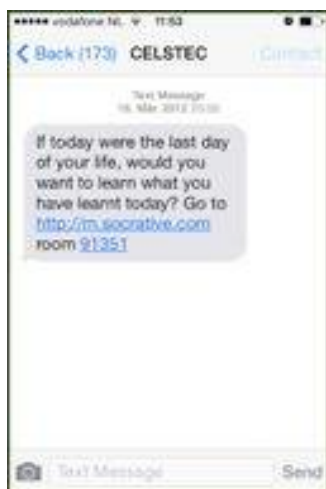 vodafone NL 11:53
Back (173) CELSTEC Contact
Text Message
If today were the last day
of your life, would you
want to learn what you
have learnt today? Go to
http://m.socrative.com
room 91351
Text Message Send